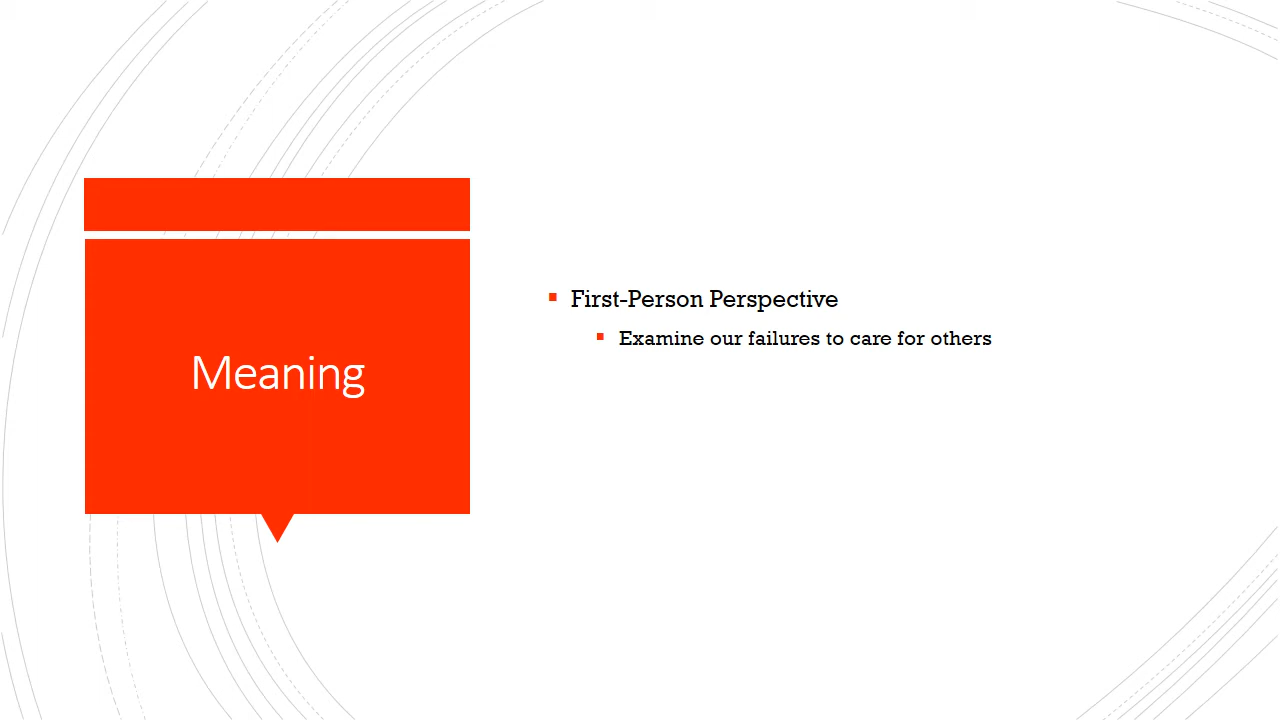 Meaning
First-Person Perspective
Examine our failures to care for others